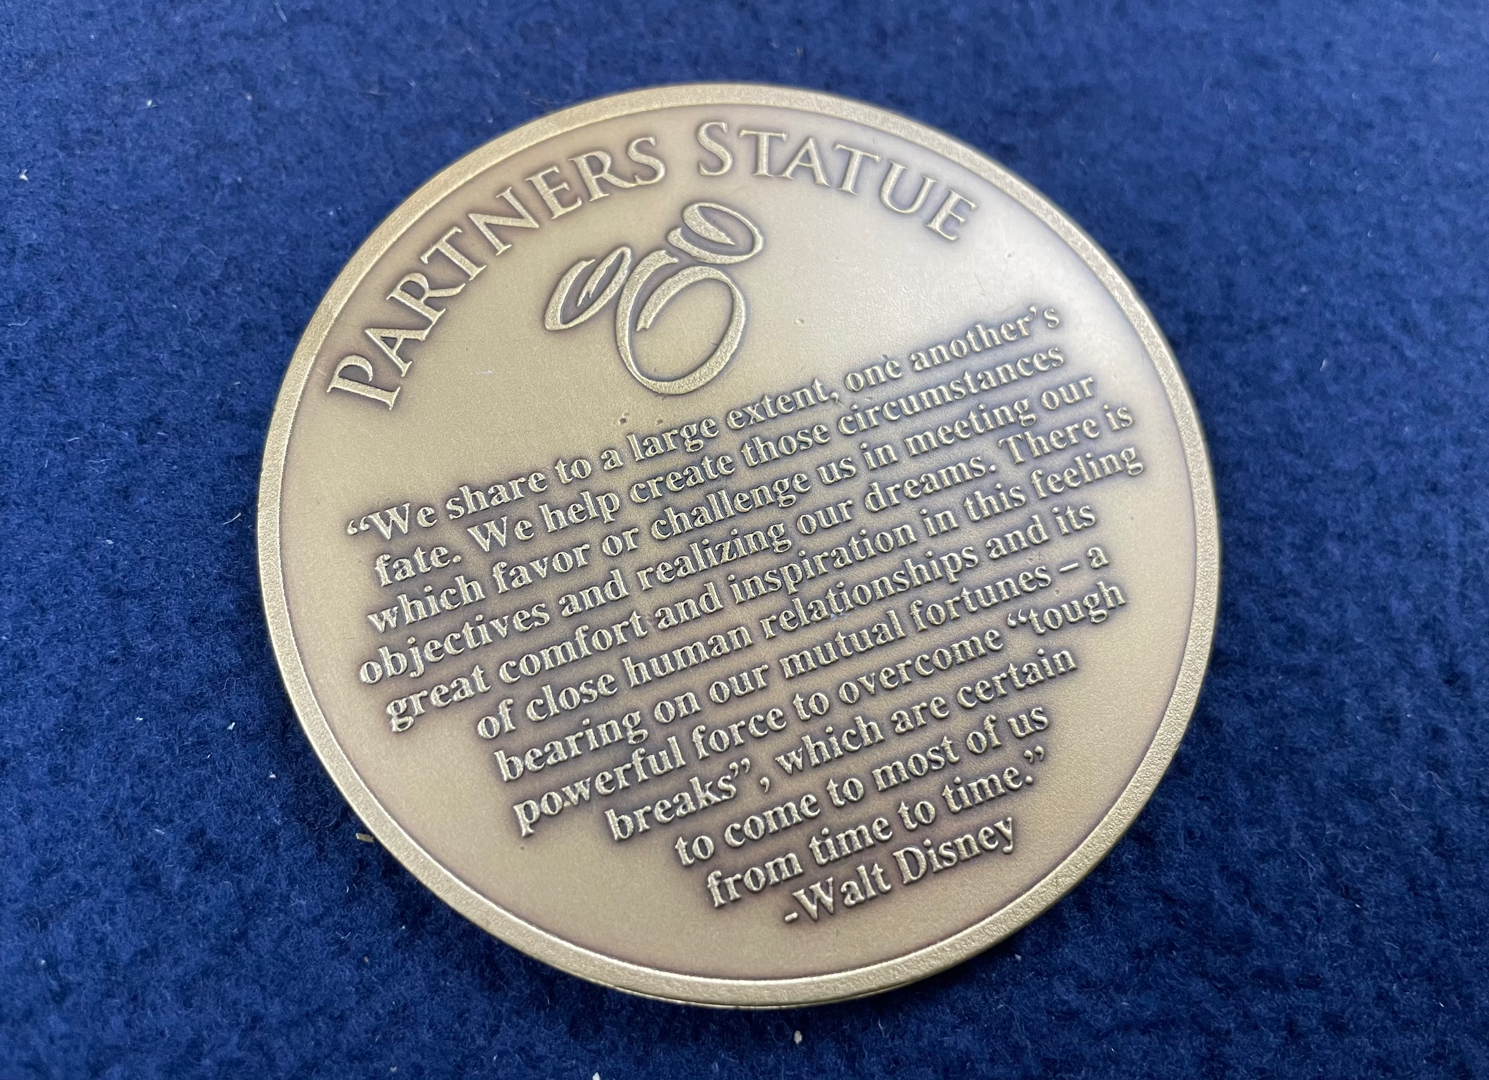 PARTNERS STATUE
“We share to a large extent, one another’s
fate. We help create those circumstances
which favor or challenge us in meeting our
objectives and realizing our dreams. There is
great comfort and inspiration in this feeling
of close human relationships and its
bearing on our mutual fortunes – a
powerful force to overcome “tough
breaks”, which are certain
to come to most of us
from time to time.”
-Walt Disney